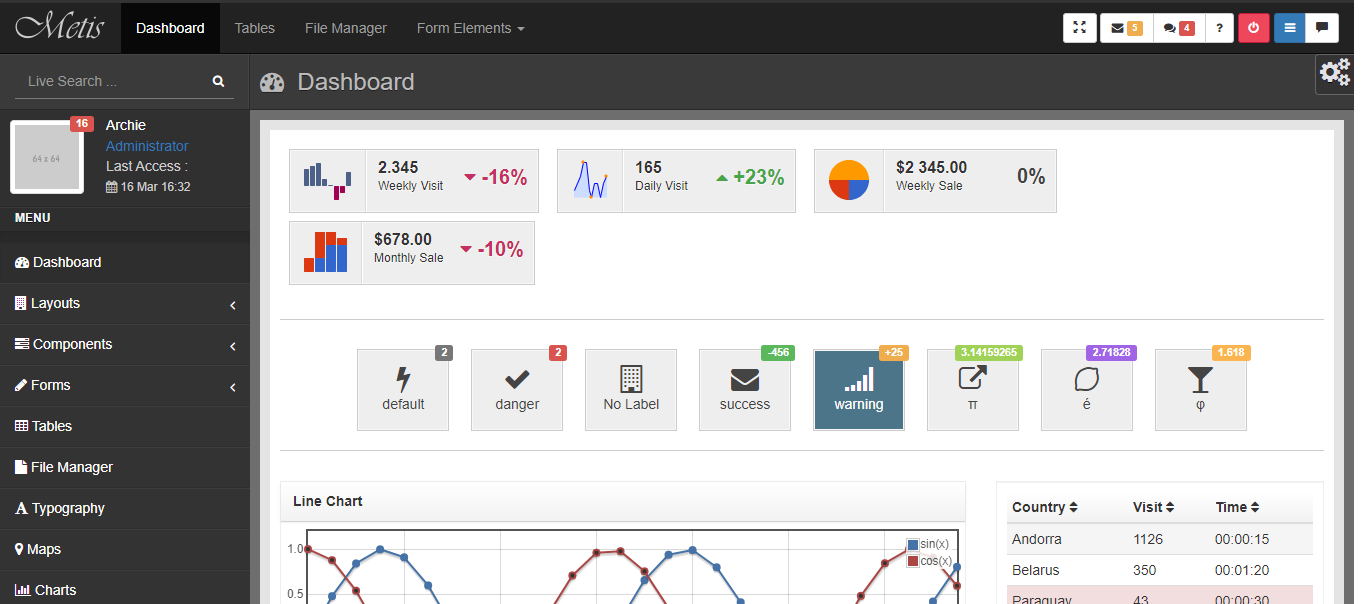 Metis Dashboard Tables File Manager Form Elements 5 4 ?
Live Search ...
Dashboard
16
64 x 64
Archie
Administrator
Last Access :
16 Mar 16:32
MENU
Dashboard
Layouts
Components
Forms
Tables
File Manager
Typography
Maps
Charts
2.345
Weekly Visit
-16%
165
Daily Visit
+23%
$2 345.00
Weekly Sale
0%
$678.00
Monthly Sale
-10%
2
default
2
danger
No Label
-456
success
+25
warning
3.14159265
π
2.71828
é
1.618
φ
Line Chart
1.0
0.5
sin(x)
cos(x)
Country Visit Time
Andorra 1126 00:00:15
Belarus 350 00:01:20
Paraguay 43 00:00:30